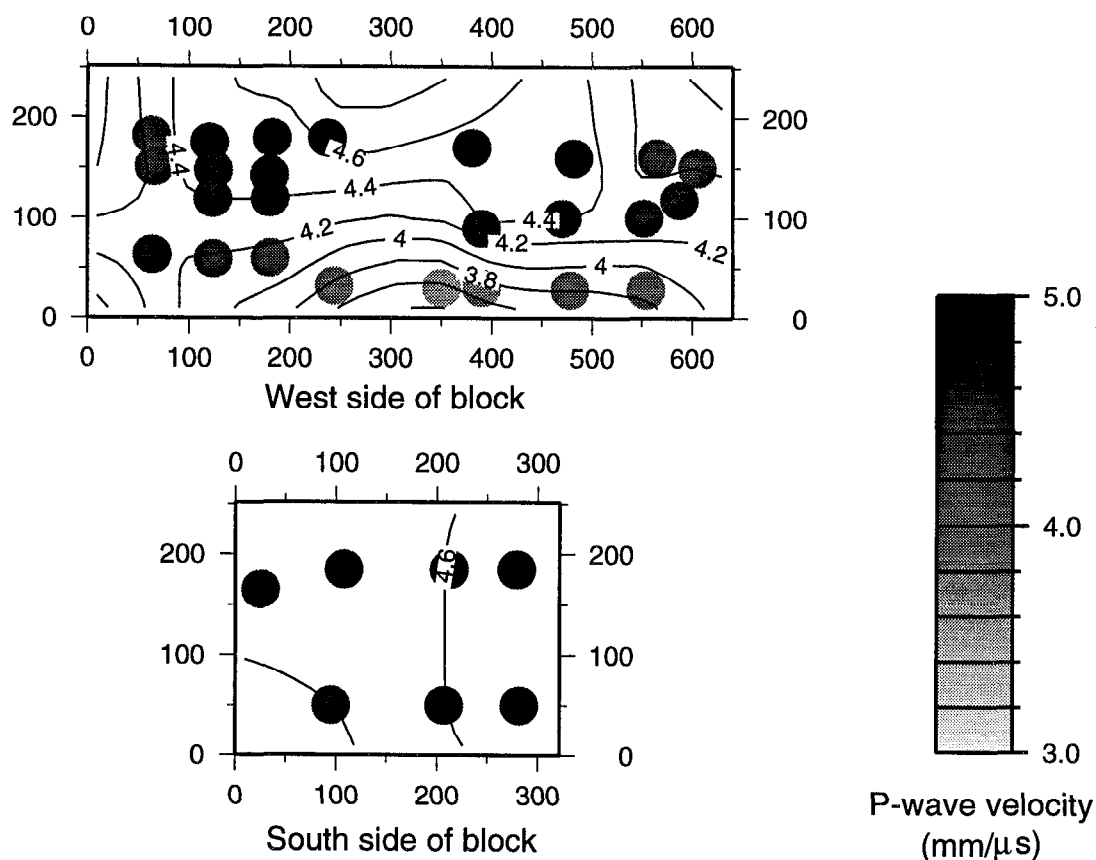 0 100 200 300 400 500 600
200 200
4.4 4.6
4.4
100 4.4 100
4.2 4.2 4.2
4 4
3.8
0 0
0 100 200 300 400 500 600
West side of block
0 100 200 300
5.0
200 4.6 200
4.0
100 100
0 0
3.0
0 100 200 300
South side of block
P-wave velocity
(mm/μs)